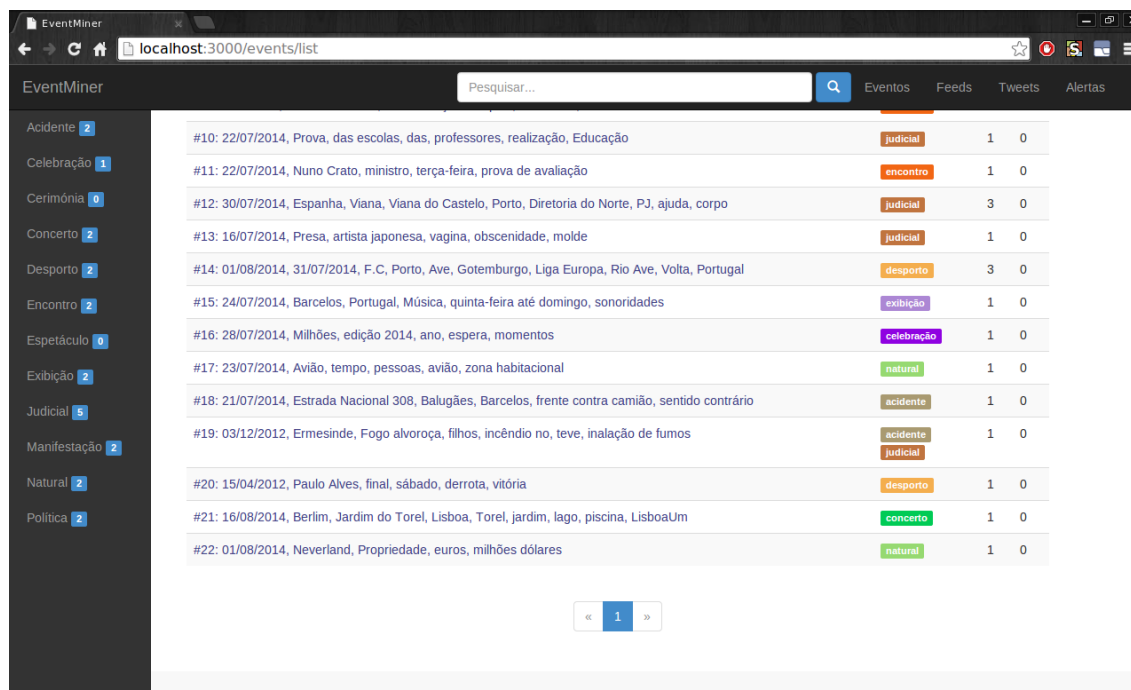 EventMiner
localhost:3000/events/list
EventMiner
Pesquisar...
Eventos Feeds Tweets Alertas
Acidente 2
Celebração 1
Cerimónia 0
Concerto 2
Desporto 2
Encontro 2
Espetáculo 0
Exibição 2
Judicial 5
Manifestação 2
Natural 2
Política 2
#10: 22/07/2014, Prova, das escolas, das, professores, realização, Educação judicial 1 0
#11: 22/07/2014, Nuno Crato, ministro, terça-feira, prova de avaliação encontro 1 0
#12: 30/07/2014, Espanha, Viana, Viana do Castelo, Porto, Diretoria do Norte, PJ, ajuda, corpo judicial 3 0
#13: 16/07/2014, Presa, artista japonesa, vagina, obscenidade, molde judicial 1 0
#14: 01/08/2014, 31/07/2014, F.C, Porto, Ave, Gotemburgo, Liga Europa, Rio Ave, Volta, Portugal desporto 3 0
#15: 24/07/2014, Barcelos, Portugal, Música, quinta-feira até domingo, sonoridades exibição 1 0
#16: 28/07/2014, Milhões, edição 2014, ano, espera, momentos celebração 1 0
#17: 23/07/2014, Avião, tempo, pessoas, avião, zona habitacional natural 1 0
#18: 21/07/2014, Estrada Nacional 308, Balugães, Barcelos, frente contra camião, sentido contrário acidente 1 0
#19: 03/12/2012, Ermesinde, Fogo alvoroça, filhos, incêndio no, teve, inalação de fumos acidente 1 0
judicial
#20: 15/04/2012, Paulo Alves, final, sábado, derrota, vitória desporto 1 0
#21: 16/08/2014, Berlim, Jardim do Torel, Lisboa, Torel, jardim, lago, piscina, LisboaUm concerto 1 0
#22: 01/08/2014, Neverland, Propriedade, euros, milhões dólares natural 1 0
« 1 »